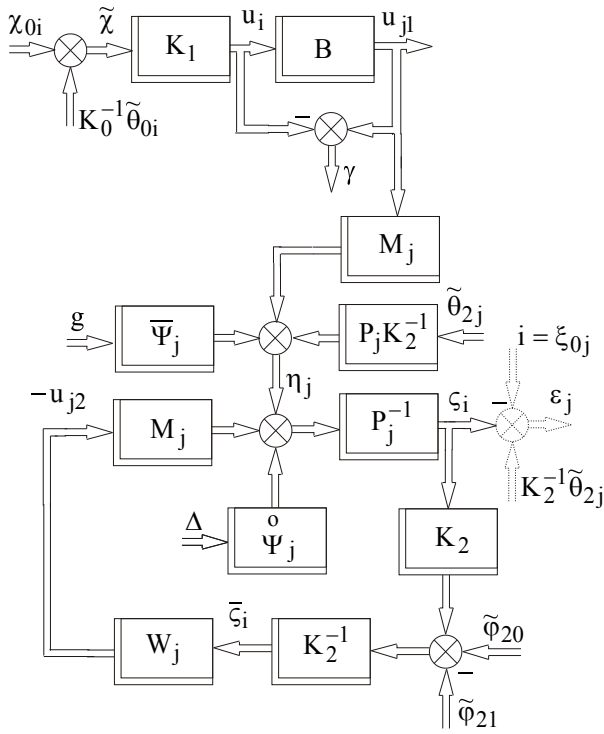 χ₀ᵢ χ̃ K₁ uᵢ B uⱼ₁
K₀⁻¹θ̃₀ᵢ − γ
Mⱼ
g Ψ̅ⱼ PⱼK₂⁻¹ θ̃₂ⱼ i = ξ₀ⱼ
ηⱼ
−uⱼ₂ Mⱼ Pⱼ⁻¹ ςᵢ − εⱼ
K₂⁻¹θ̃₂ⱼ
Δ Ψ̊ⱼ K₂
Wⱼ ς̅ᵢ K₂⁻¹ φ̃₂₀
−
φ̃₂₁